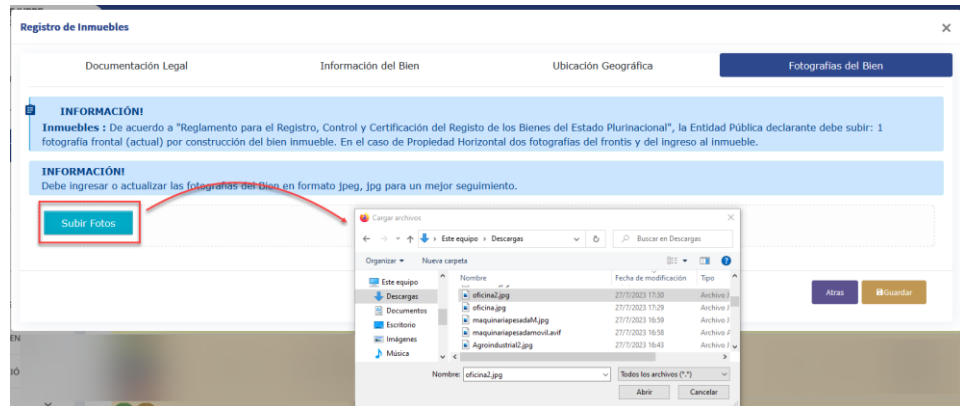 Registro de Inmuebles
Documentación Legal
Información del Bien
Ubicación Geográfica
Fotografías del Bien
INFORMACIÓN!
Inmuebles : De acuerdo a "Reglamento para el Registro, Control y Certificación del Registo de los Bienes del Estado Plurinacional", la Entidad Pública declarante debe subir: 1
fotografía frontal (actual) por construcción del bien inmueble. En el caso de Propiedad Horizontal dos fotografías del frontis y del ingreso al inmueble.
INFORMACIÓN!
Debe ingresar o actualizar las fotografías del Bien en formato jpeg, jpg para un mejor seguimiento.
Subir Fotos
Cargar archivos
Este equipo > Descargas
Buscar en Descargas
Organizar
Nueva carpeta
Este equipo
Descargas
Documentos
Escritorio
Imágenes
Música
Nombre Fecha de modificación Tipo
oficina2.jpg 27/7/2023 17:30 Archivo J
oficina.jpg 27/7/2023 17:29 Archivo J
maquinariapesadaM.jpg 27/7/2023 16:59 Archivo J
maquinariapesadamovil.avif 27/7/2023 16:58 Archivo A
Agroindustrial2.jpg 27/7/2023 16:43 Archivo J
Nombre: oficina2.jpg
Todos los archivos (*.*)
Abrir
Cancelar
Atras
Guardar
EN